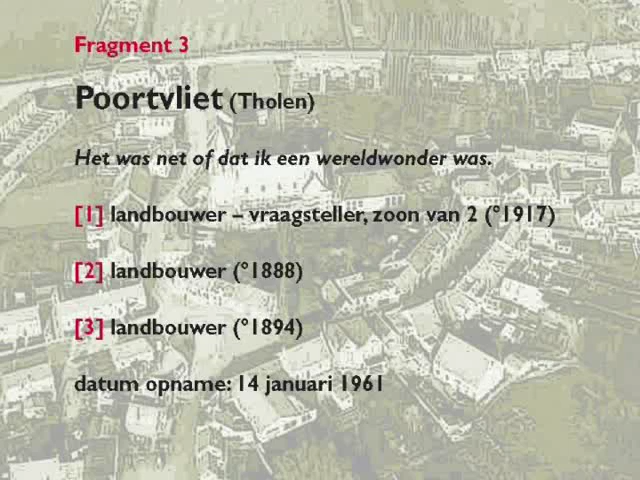 Fragment 3
Poortvliet (Tholen)
Het was net of dat ik een wereldwonder was.
[1] landbouwer – vraagsteller, zoon van 2 (°1917)
[2] landbouwer (°1888)
[3] landbouwer (°1894)
datum opname: 14 januari 1961